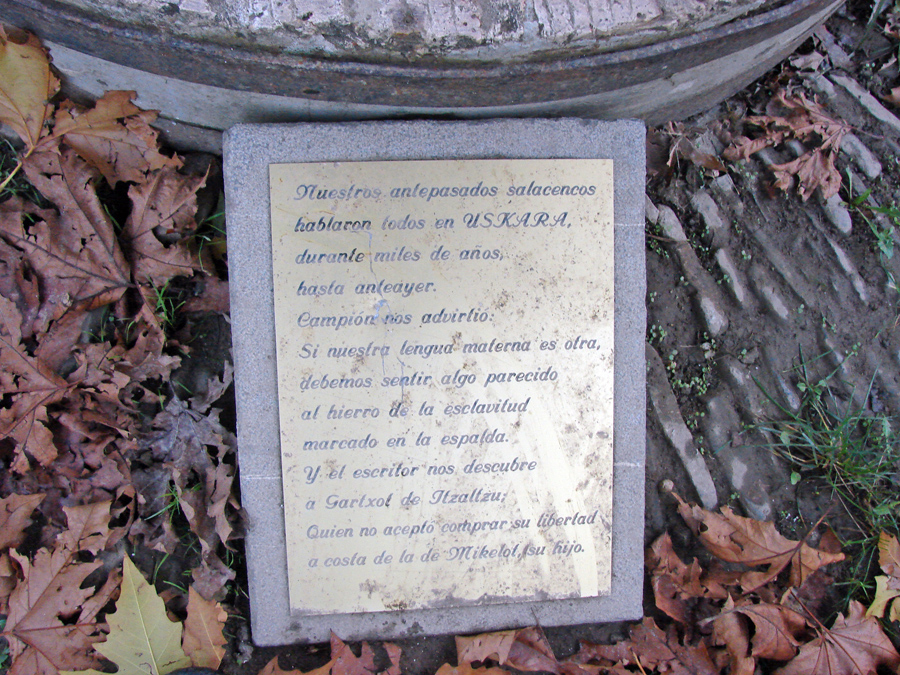 Nuestros antepasados salacencos
hablaron todos en USKARA,
durante miles de años,
hasta anteayer.
Campión nos advirtio:
Si nuestra lengua materna es otra,
debemos sentir algo parecido
al hierro de la esclavitud
marcado en la espalda.
Y el escritor nos descubre
a Gartxot de Itzaltzu;
Quien no aceptó comprar su libertad
a costa de la de Mikelot, su hijo.